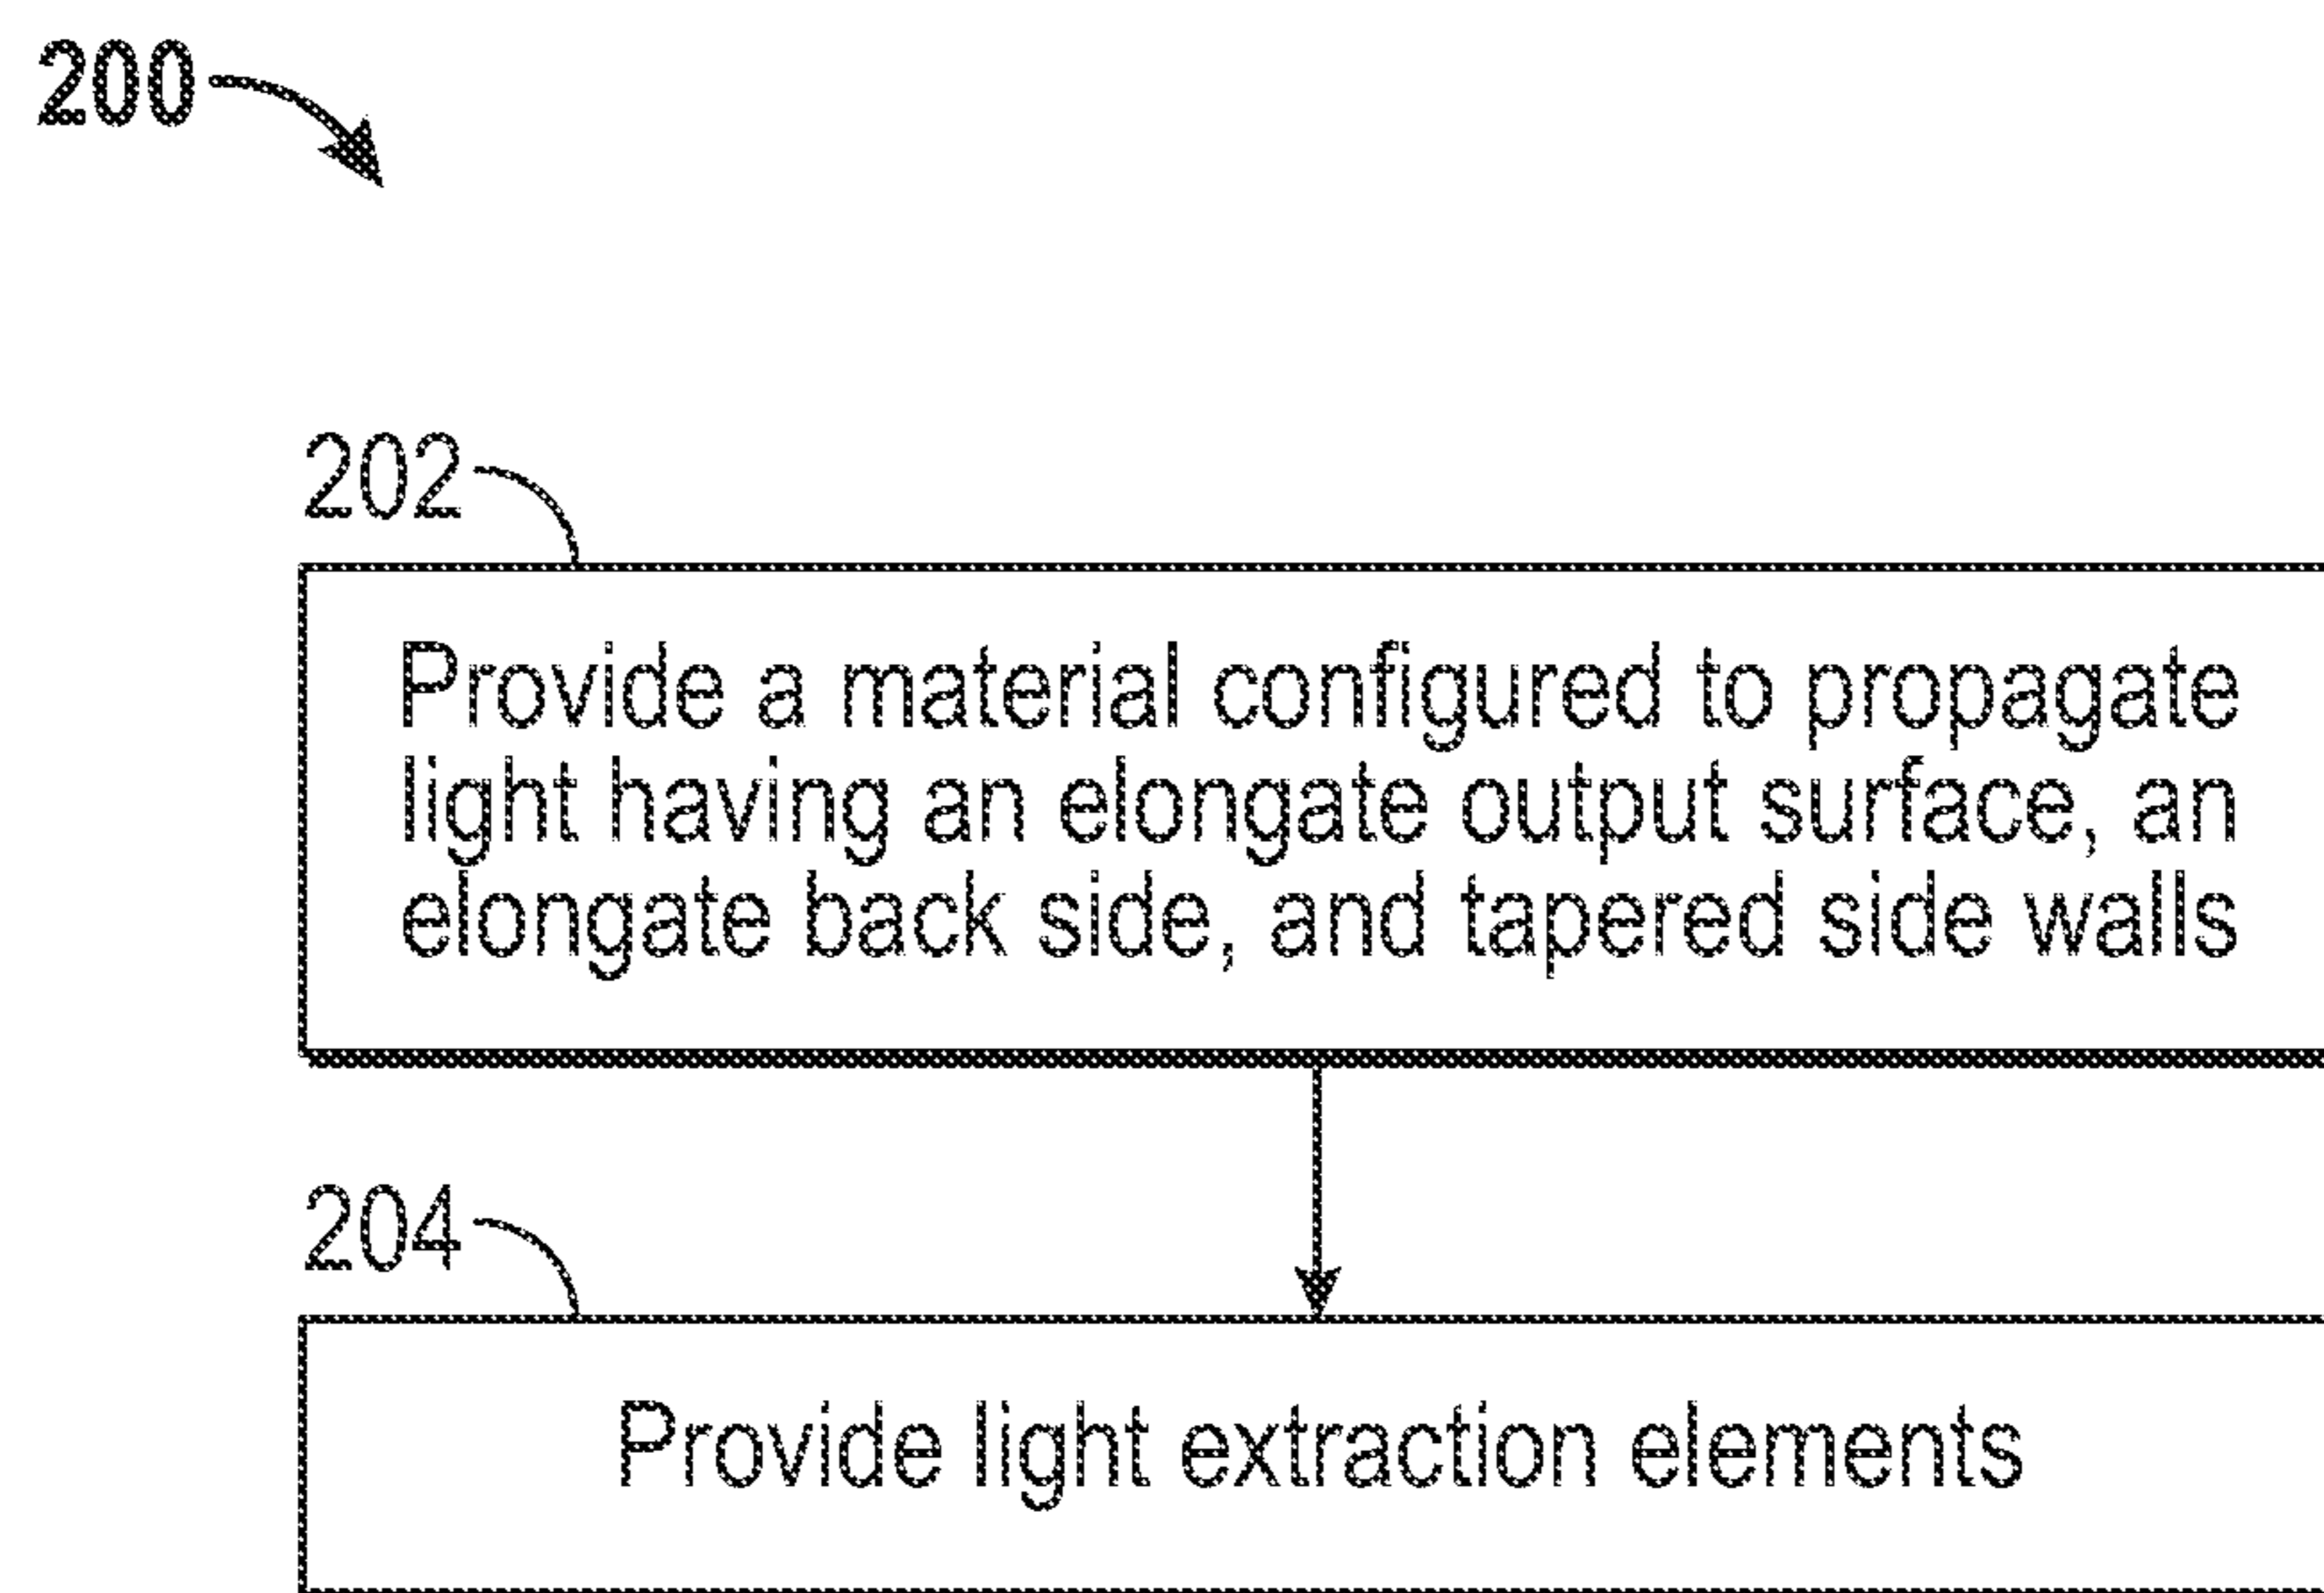 200
202
Provide a material configured to propagate
light having an elongate output surface, an
elongate back side, and tapered side walls
204
Provide light extraction elements